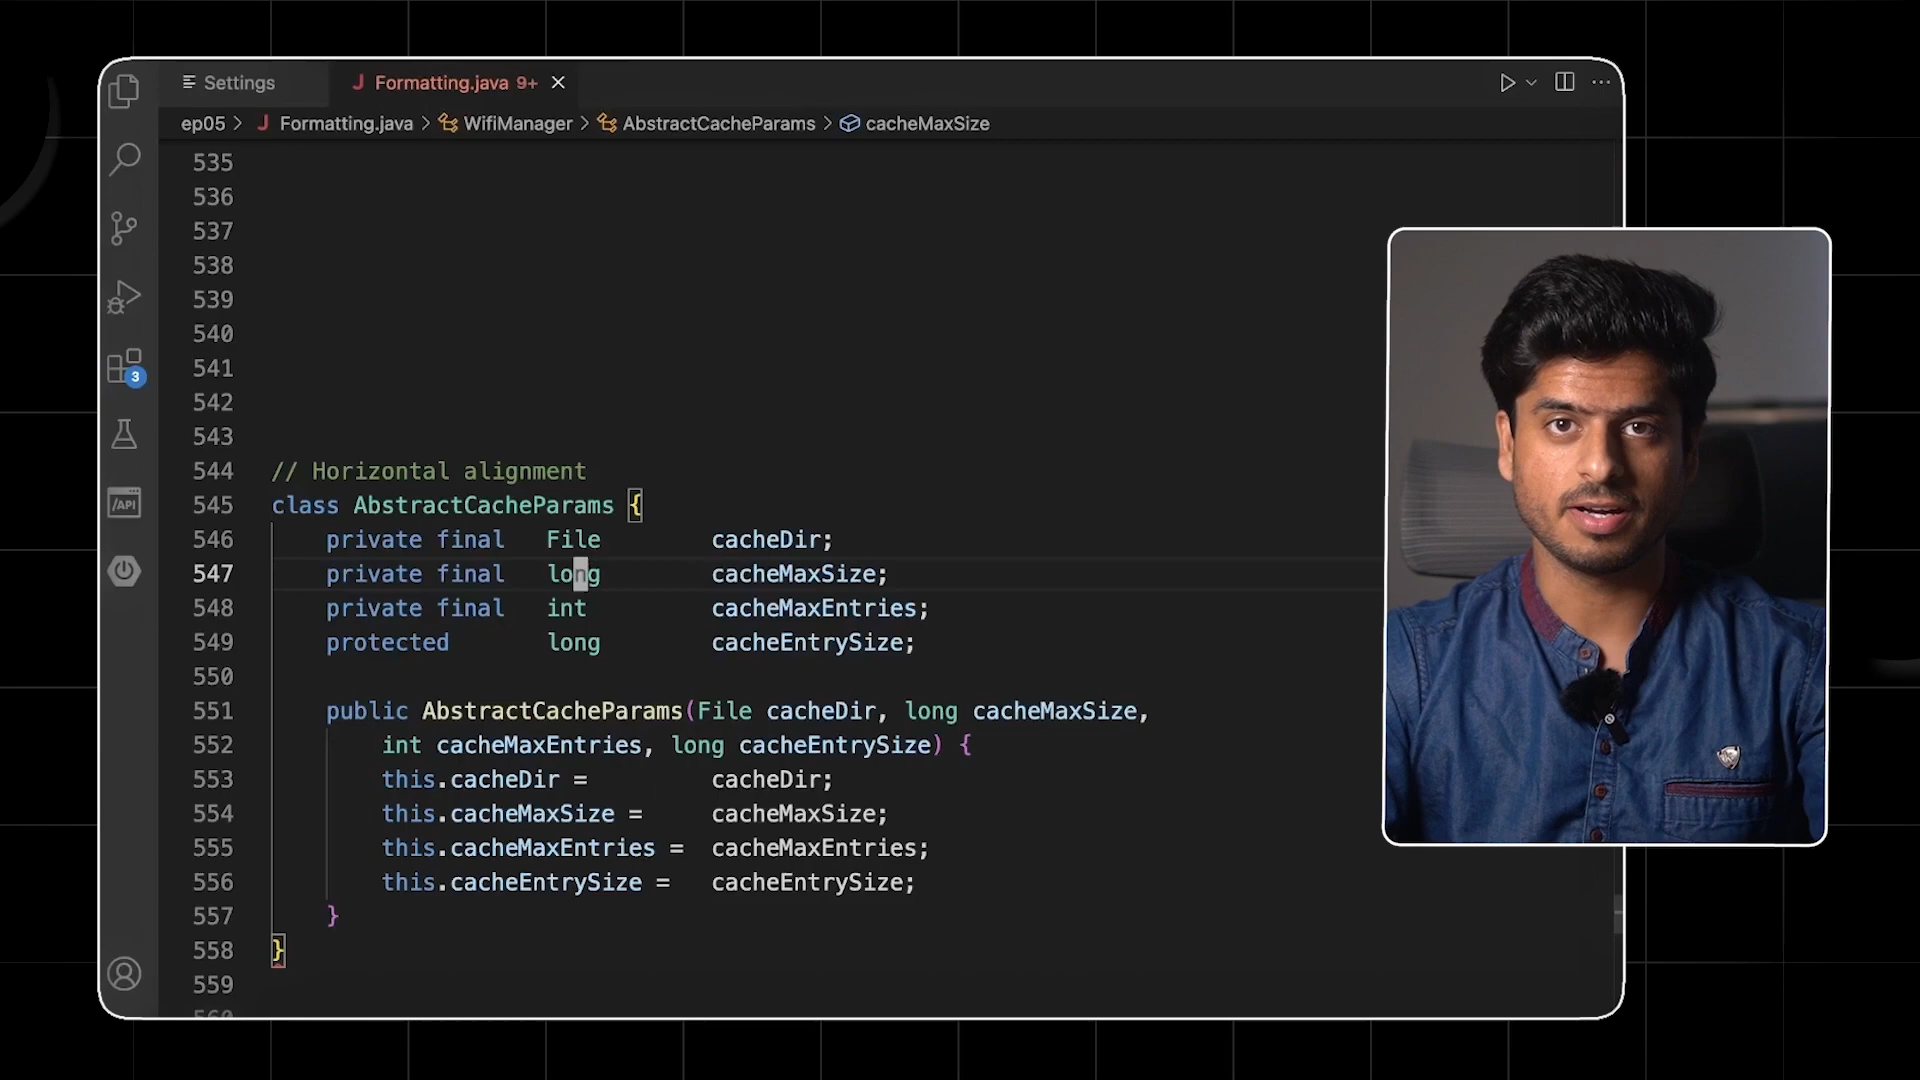 Settings
J Formatting.java 9+
ep05 > J Formatting.java > WifiManager > AbstractCacheParams > cacheMaxSize
535
536
537
538
539
540
541
542
543
544 // Horizontal alignment
545 class AbstractCacheParams {
546 private final File cacheDir;
547 private final long cacheMaxSize;
548 private final int cacheMaxEntries;
549 protected long cacheEntrySize;
550
551 public AbstractCacheParams(File cacheDir, long cacheMaxSize,
552 int cacheMaxEntries, long cacheEntrySize) {
553 this.cacheDir = cacheDir;
554 this.cacheMaxSize = cacheMaxSize;
555 this.cacheMaxEntries = cacheMaxEntries;
556 this.cacheEntrySize = cacheEntrySize;
557 }
558 }
559
560
3
/API